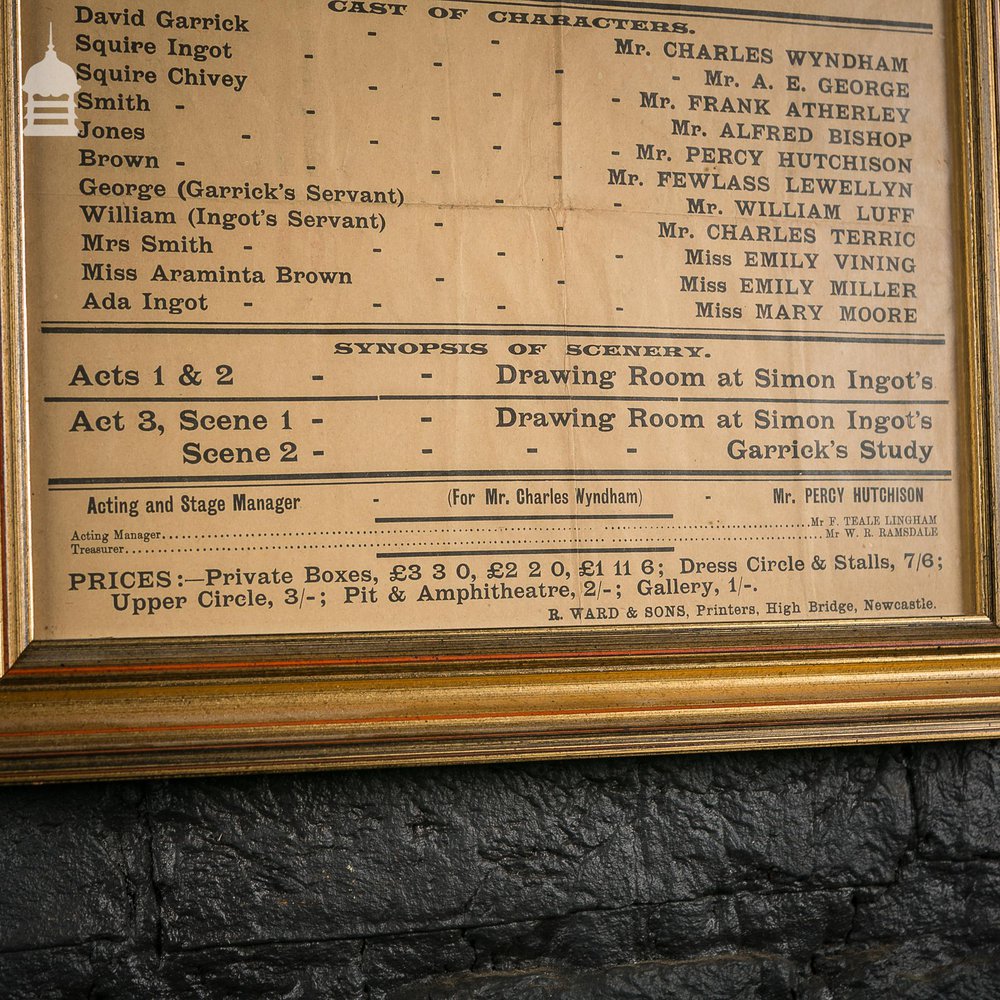 CAST OF CHARACTERS.
David Garrick - - Mr. CHARLES WYNDHAM
Squire Ingot - - - Mr. A. E. GEORGE
Squire Chivey - - - Mr. FRANK ATHERLEY
Smith - - - - Mr. ALFRED BISHOP
Jones - - - - Mr. PERCY HUTCHISON
Brown - - - - Mr. FEWLASS LEWELLYN
George (Garrick's Servant) - - Mr. WILLIAM LUFF
William (Ingot's Servant) - - Mr. CHARLES TERRIC
Mrs Smith - - - - Miss EMILY VINING
Miss Araminta Brown - - Miss EMILY MILLER
Ada Ingot - - - - Miss MARY MOORE
SYNOPSIS OF SCENERY.
Acts 1 & 2 - - Drawing Room at Simon Ingot's
Act 3, Scene 1 - - Drawing Room at Simon Ingot's
Scene 2 - - - - Garrick's Study
Acting and Stage Manager - (For Mr. Charles Wyndham) - Mr. PERCY HUTCHISON
Acting Manager........Mr F. TEALE LINGHAM
Treasurer........Mr W. R. RAMSDALE
PRICES:—Private Boxes, £3 3 0, £2 2 0, £1 11 6; Dress Circle & Stalls, 7/6;
Upper Circle, 3/-; Pit & Amphitheatre, 2/-; Gallery, 1/-.
R. WARD & SONS, Printers, High Bridge, Newcastle.